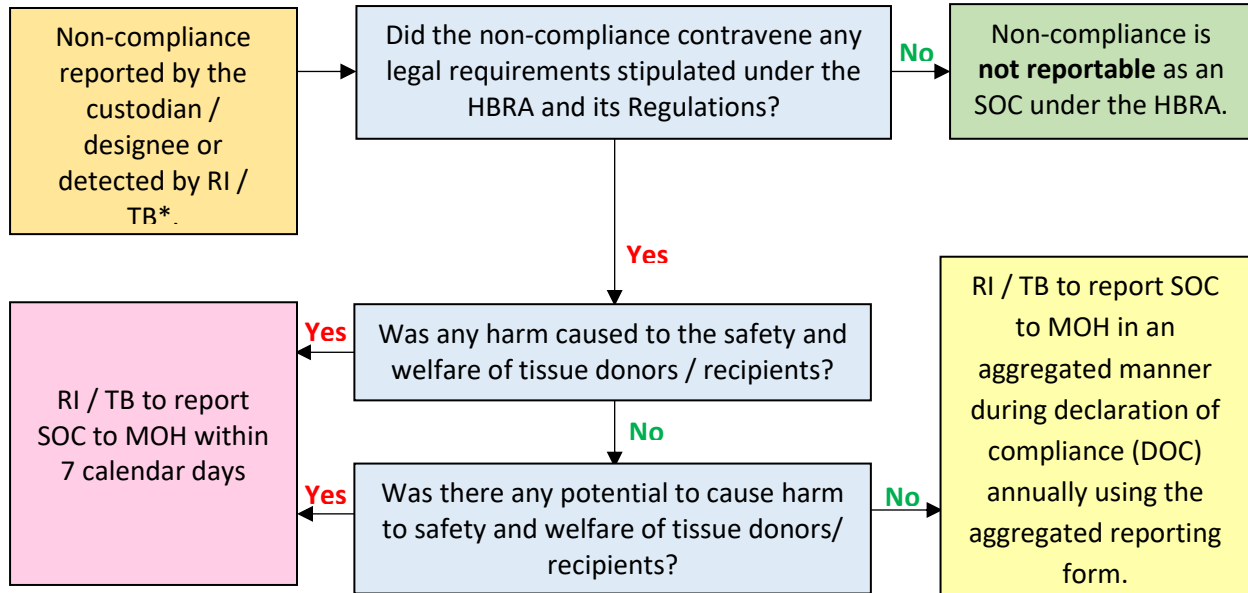 Non-compliance
reported by the
custodian /
designee or
detected by RI /
TB*.
Did the non-compliance contravene any
legal requirements stipulated under the
HBRA and its Regulations?
No
Non-compliance is
not reportable as an
SOC under the HBRA.
Yes
Was any harm caused to the safety and
welfare of tissue donors / recipients?
Yes
RI / TB to report
SOC to MOH within
7 calendar days
No
Was there any potential to cause harm
to safety and welfare of tissue donors/
recipients?
Yes
No
RI / TB to report SOC
to MOH in an
aggregated manner
during declaration of
compliance (DOC)
annually using the
aggregated reporting
form.